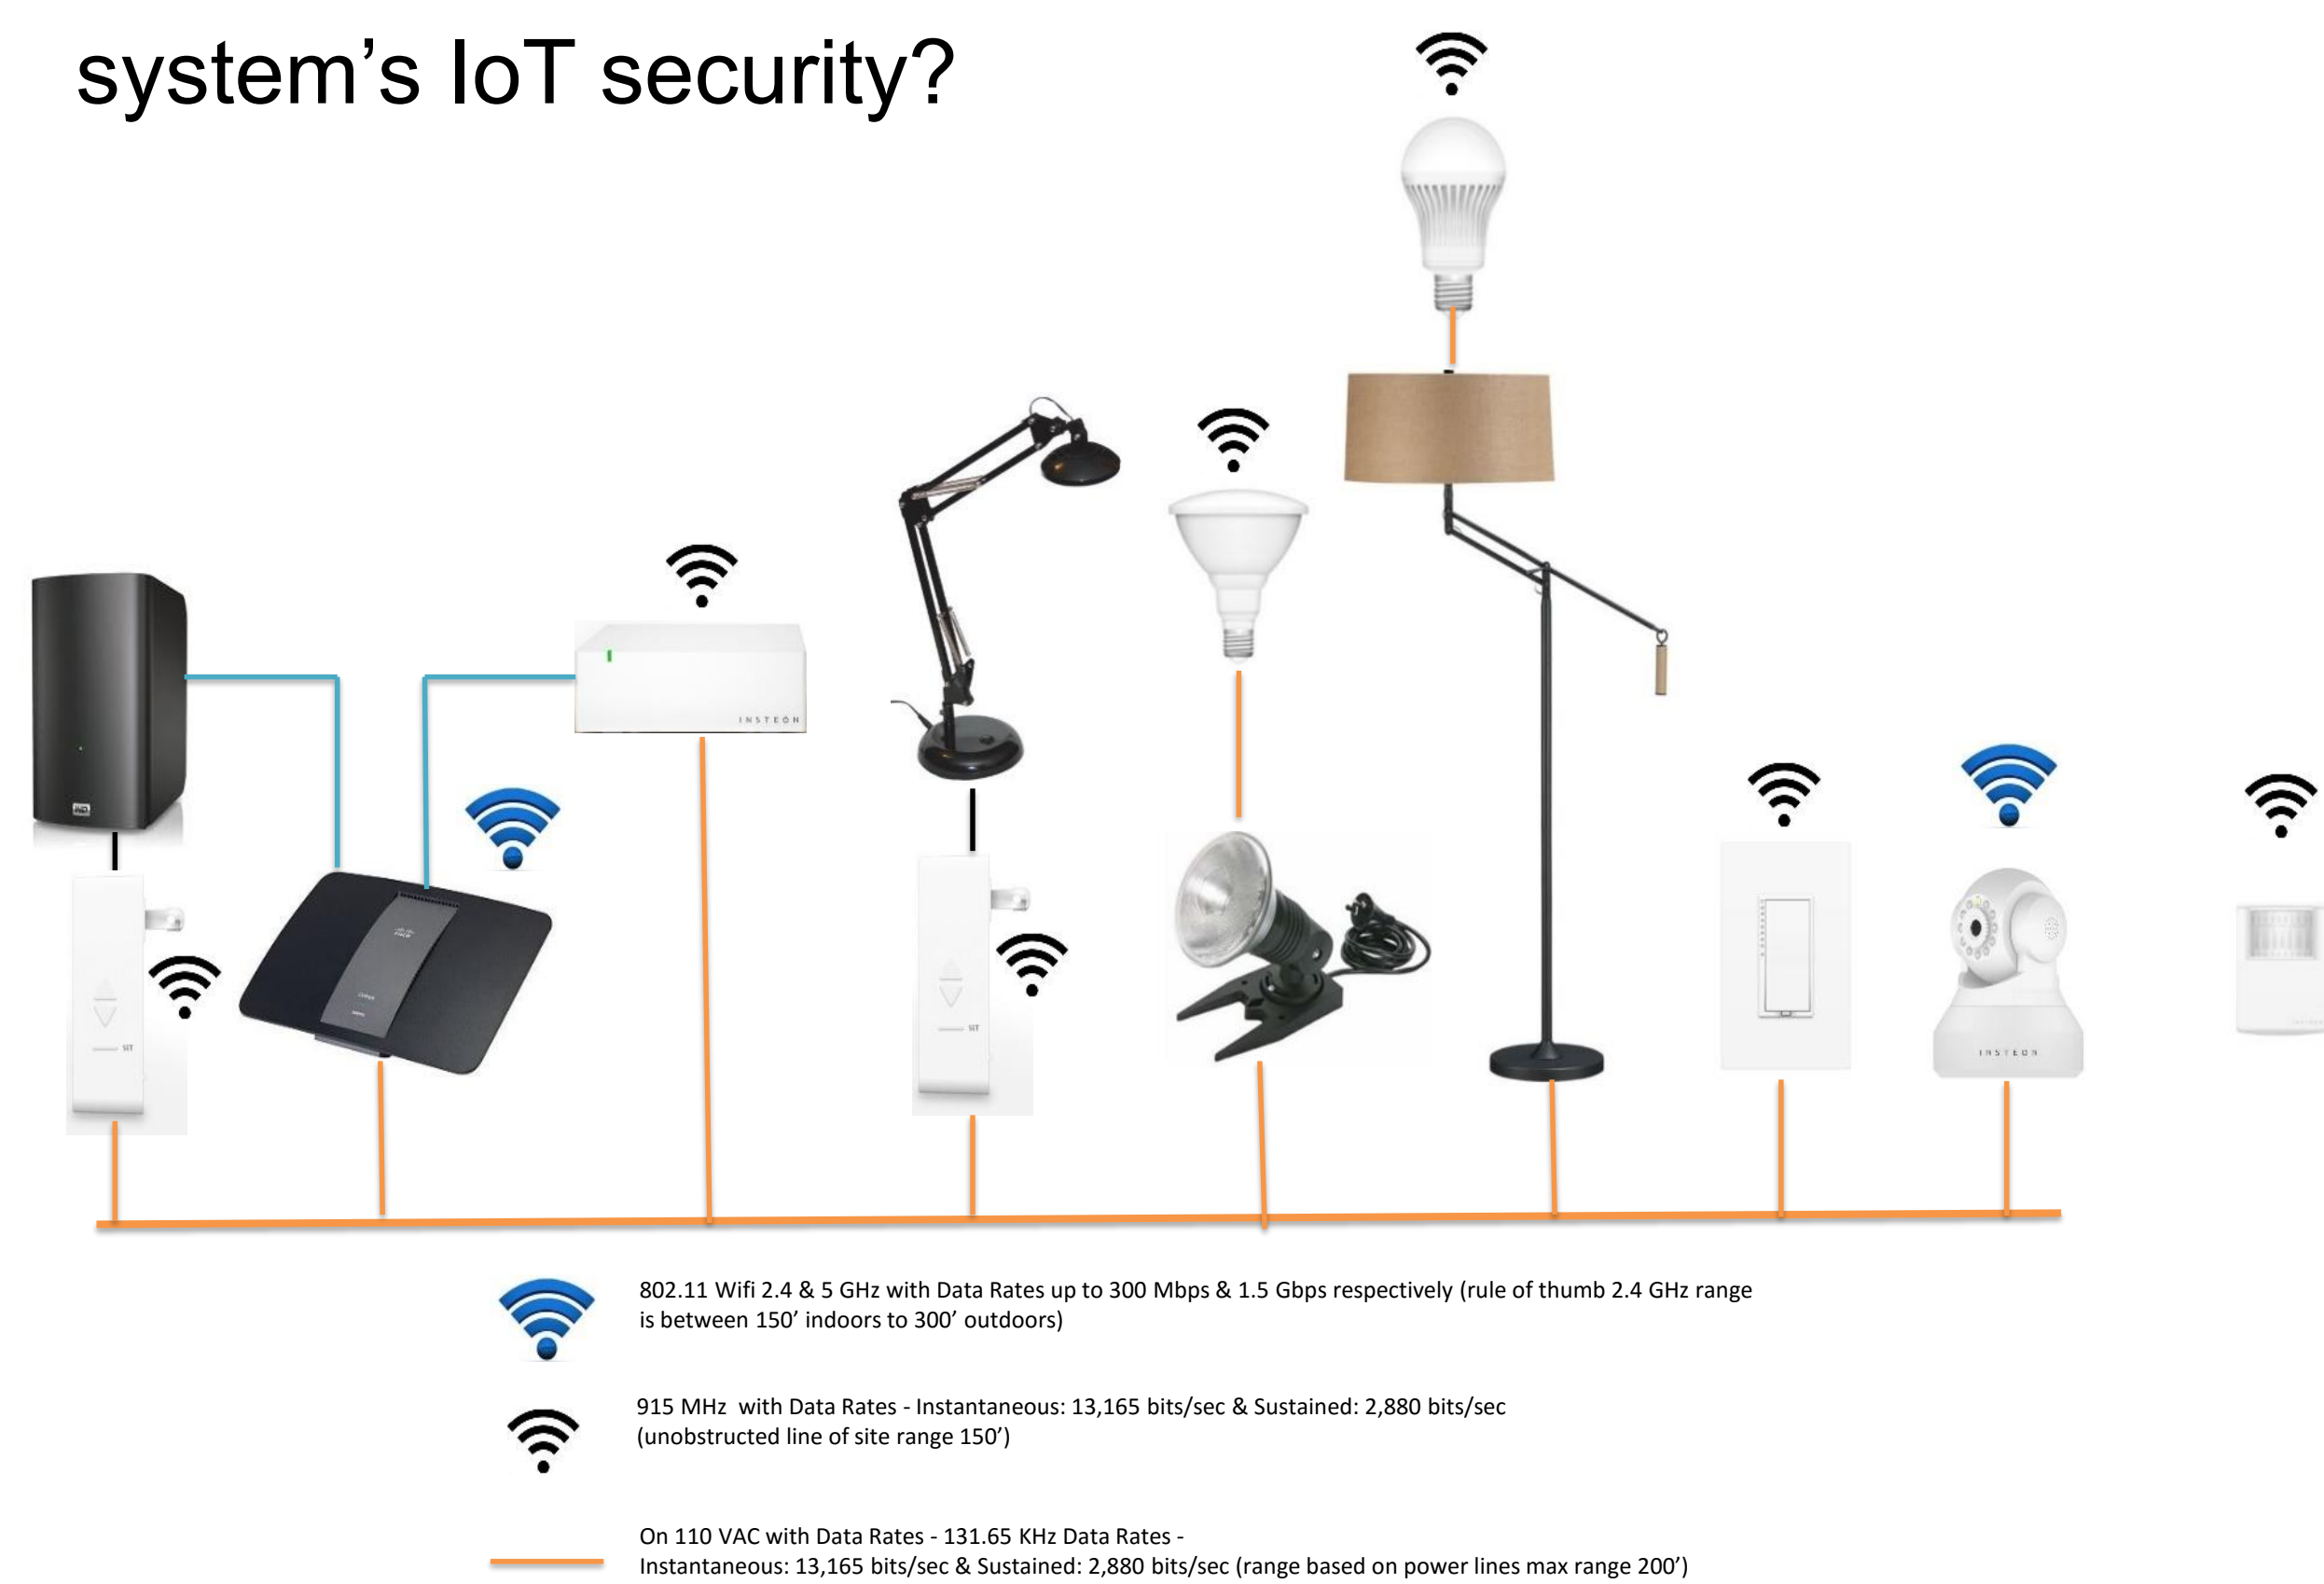 system’s IoT security?
INSTEON
WD
cisco
SET
SET
INSTEON
802.11 Wifi 2.4 & 5 GHz with Data Rates up to 300 Mbps & 1.5 Gbps respectively (rule of thumb 2.4 GHz range
is between 150’ indoors to 300’ outdoors)
915 MHz  with Data Rates - Instantaneous: 13,165 bits/sec & Sustained: 2,880 bits/sec
(unobstructed line of site range 150’)
On 110 VAC with Data Rates - 131.65 KHz Data Rates -
Instantaneous: 13,165 bits/sec & Sustained: 2,880 bits/sec (range based on power lines max range 200’)